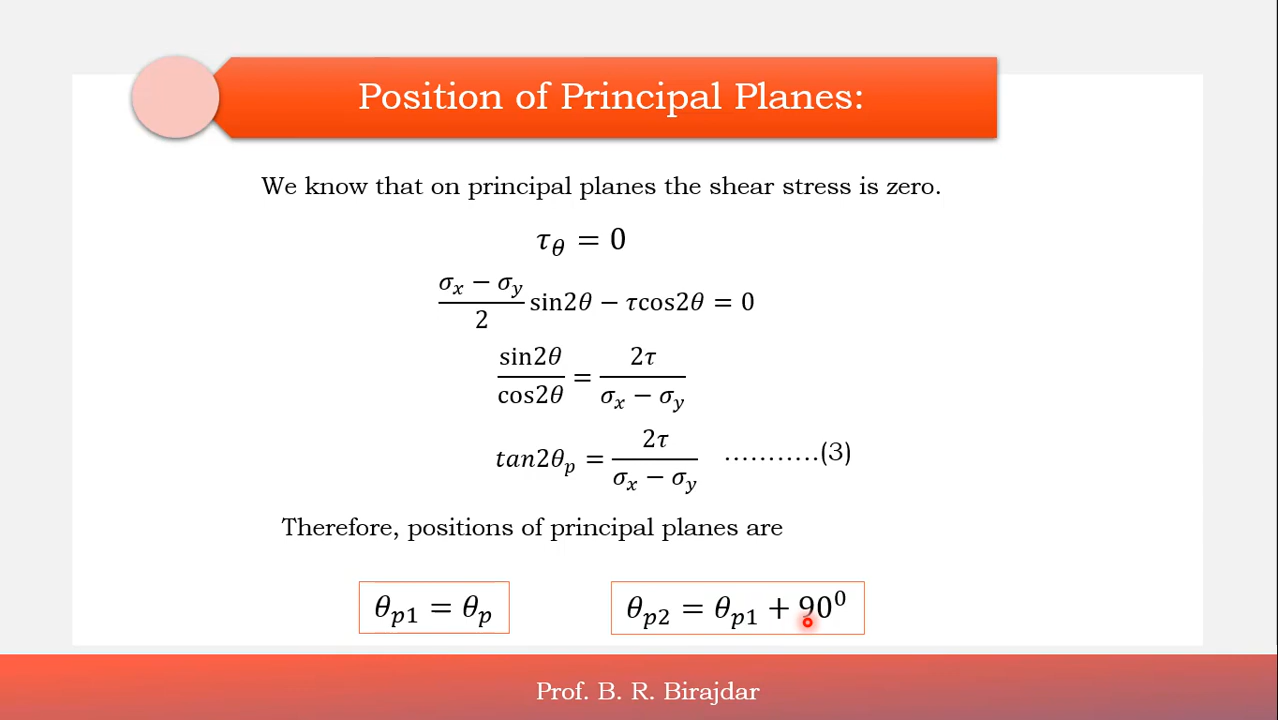 Position of Principal Planes:
We know that on principal planes the shear stress is zero.
τ_θ = 0
(σ_x − σ_y)/2 sin2θ − τcos2θ = 0
sin2θ/cos2θ = 2τ/(σ_x − σ_y)
tan2θ_p = 2τ/(σ_x − σ_y) ...........(3)
Therefore, positions of principal planes are
θ_p1 = θ_p θ_p2 = θ_p1 + 90⁰
Prof. B. R. Birajdar